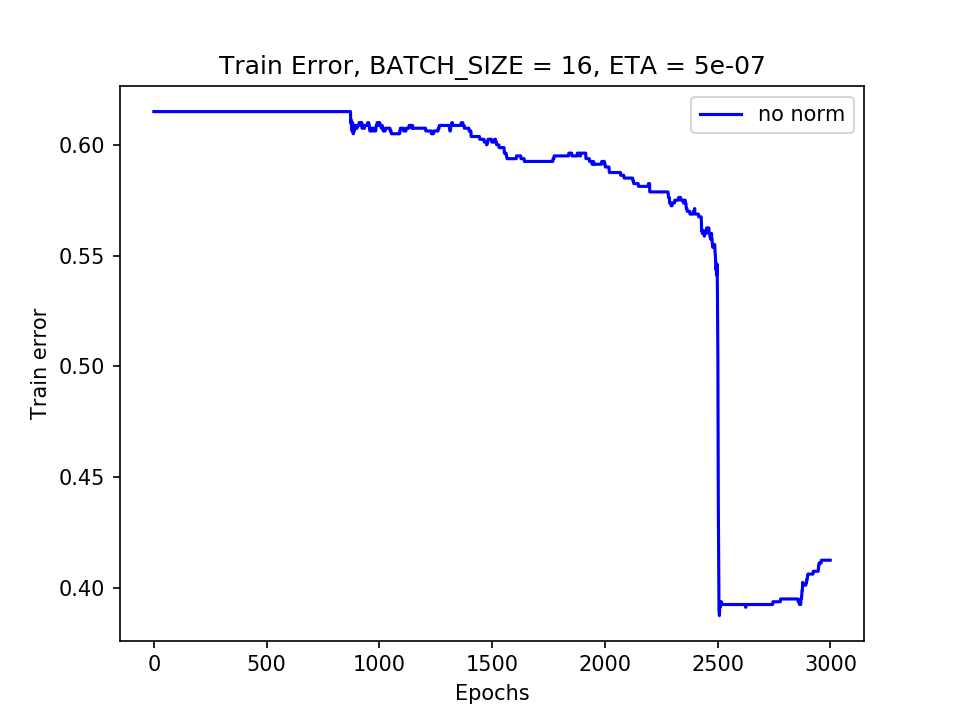 Train Error, BATCH_SIZE = 16, ETA = 5e-07
no norm
Train error
0.60
0.55
0.50
0.45
0.40
0 500 1000 1500 2000 2500 3000
Epochs